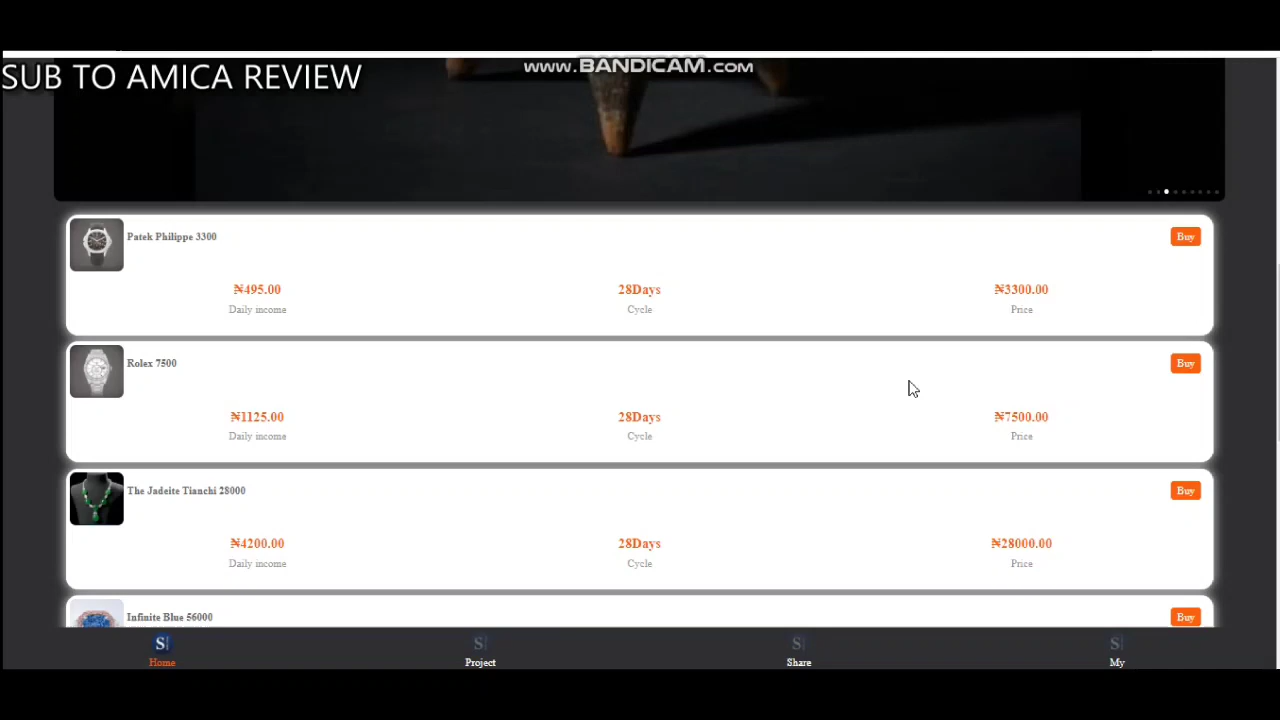 www.BANDICAM.com
SUB TO AMICA REVIEW
Patek Philippe 3300
Buy
₦495.00 28Days ₦3300.00
Daily income Cycle Price
Rolex 7500
Buy
₦1125.00 28Days ₦7500.00
Daily income Cycle Price
The Jadeite Tianchi 28000
Buy
₦4200.00 28Days ₦28000.00
Daily income Cycle Price
Infinite Blue 56000
Buy
S S S S
Home Project Share My